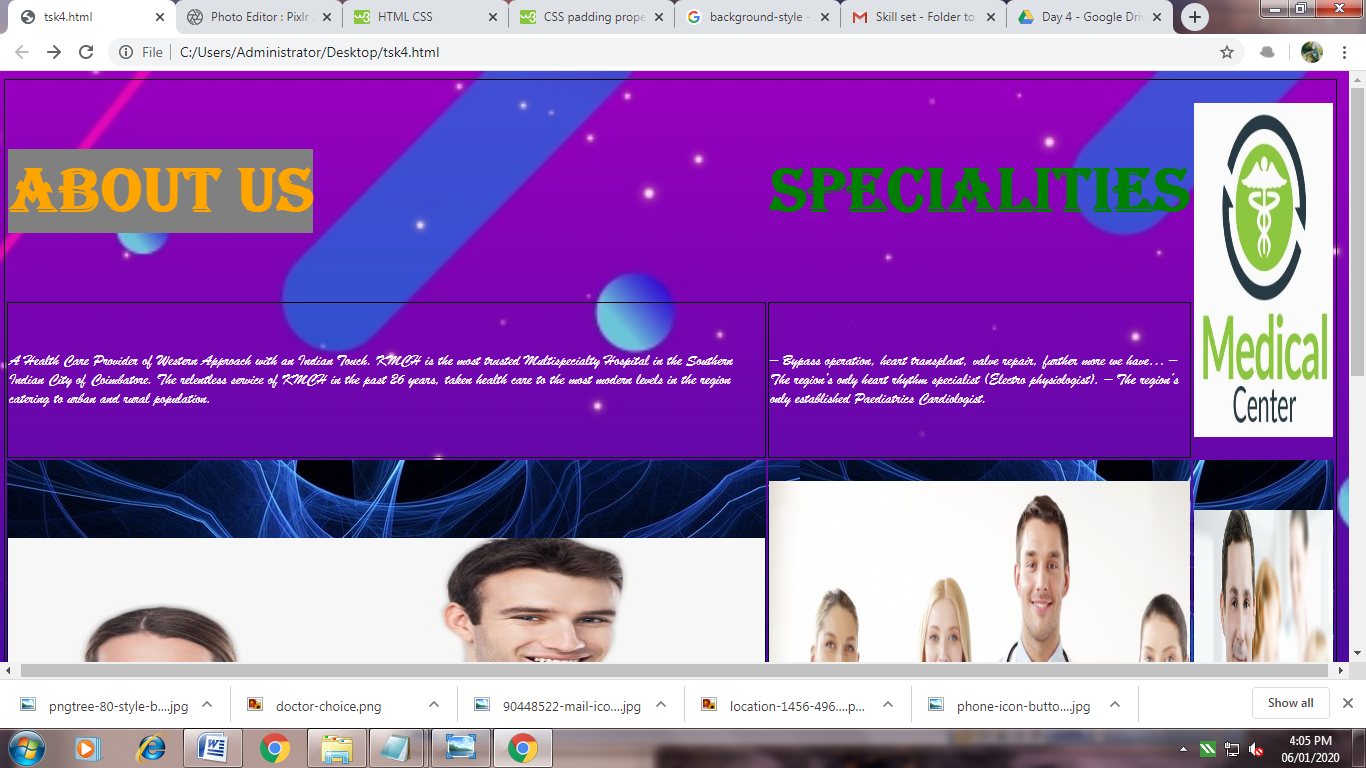 tsk4.html
Photo Editor : Pixlr
HTML CSS
CSS padding prope
background-style -
Skill set - Folder to
Day 4 - Google Driv
File
C:/Users/Administrator/Desktop/tsk4.html
ABOUT US
SPECIALITIES
Medical
Center
A Health Care Provider of Western Approach with an Indian Touch. KMCH is the most trusted Multispecialty Hospital in the Southern
Indian City of Coimbatore. The relentless service of KMCH in the past 26 years, taken health care to the most modern levels in the region
catering to urban and rural population.
– Bypass operation, heart transplant, valve repair, further more we have... –
The region's only heart rhythm specialist (Electro physiologist). – The region's
only established Paediatrics Cardiologist.
pngtree-80-style-b....jpg
doctor-choice.png
90448522-mail-ico....jpg
location-1456-496....p...
phone-icon-butto....jpg
Show all
4:05 PM
06/01/2020